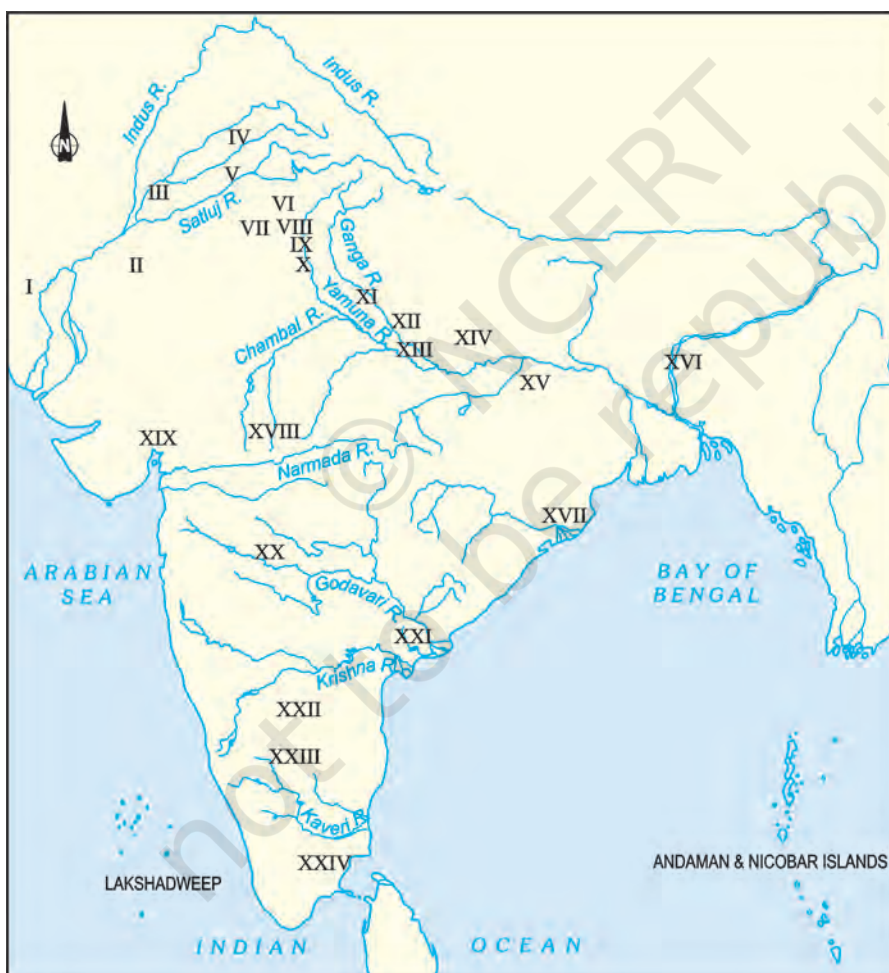 Indus R.
Indus R.
N
IV
V
III
Satluj R.
VI
VII
VIII
IX
X
II
I
Ganga R.
XI
Yamuna R.
XII
XIII
XIV
Chambal R.
XV
XVI
XVIII
XIX
Narmada R.
XVII
XX
Godavari R.
ARABIAN
SEA
BAY OF
BENGAL
XXI
Krishna R.
XXII
XXIII
Kaveri R.
XXIV
LAKSHADWEEP
ANDAMAN & NICOBAR ISLANDS
INDIAN OCEAN
© NCERT
not to be republi